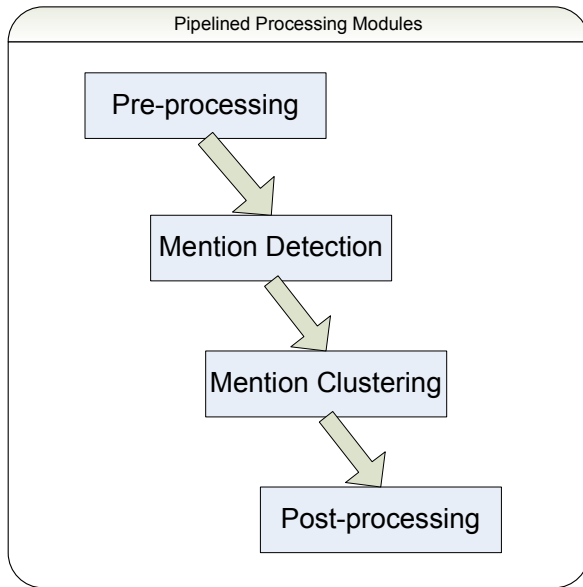 Pipelined Processing Modules
Pre-processing
Mention Detection
Mention Clustering
Post-processing